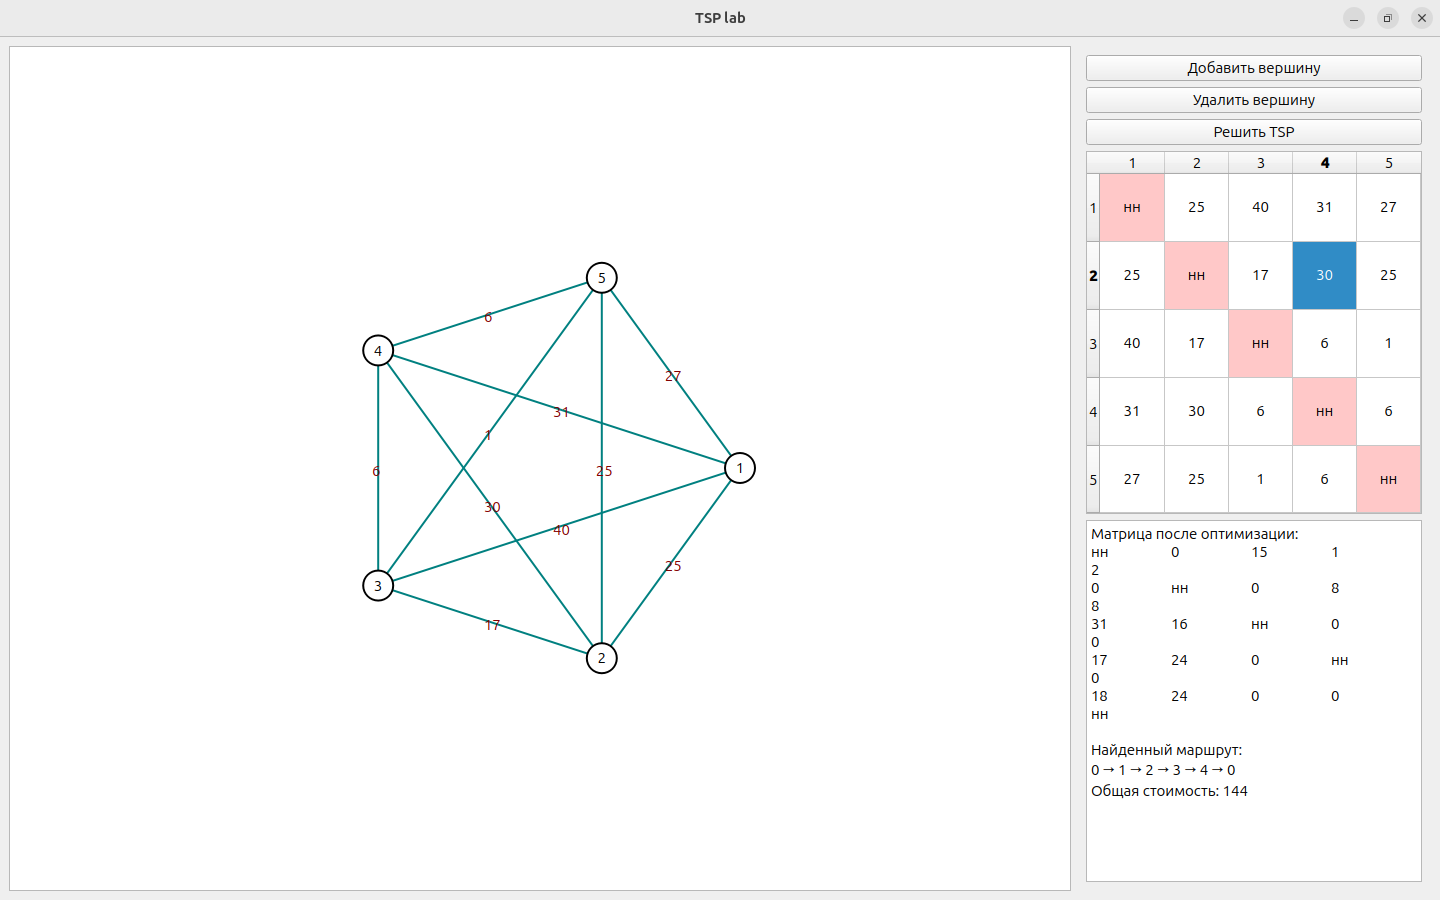 TSP lab
Добавить вершину
Удалить вершину
Решить TSP
1 2 3 4 5
1 нн 25 40 31 27
2 25 нн 17 30 25
3 40 17 нн 6 1
4 31 30 6 нн 6
5 27 25 1 6 нн
5
6
4
27
31
1
6
25
1
30
40
25
3
17
2
Матрица после оптимизации:
нн 0 15 1
2
0 нн 0 8
8
31 16 нн 0
0
17 24 0 нн
0
18 24 0 0
нн
Найденный маршрут:
0 → 1 → 2 → 3 → 4 → 0
Общая стоимость: 144